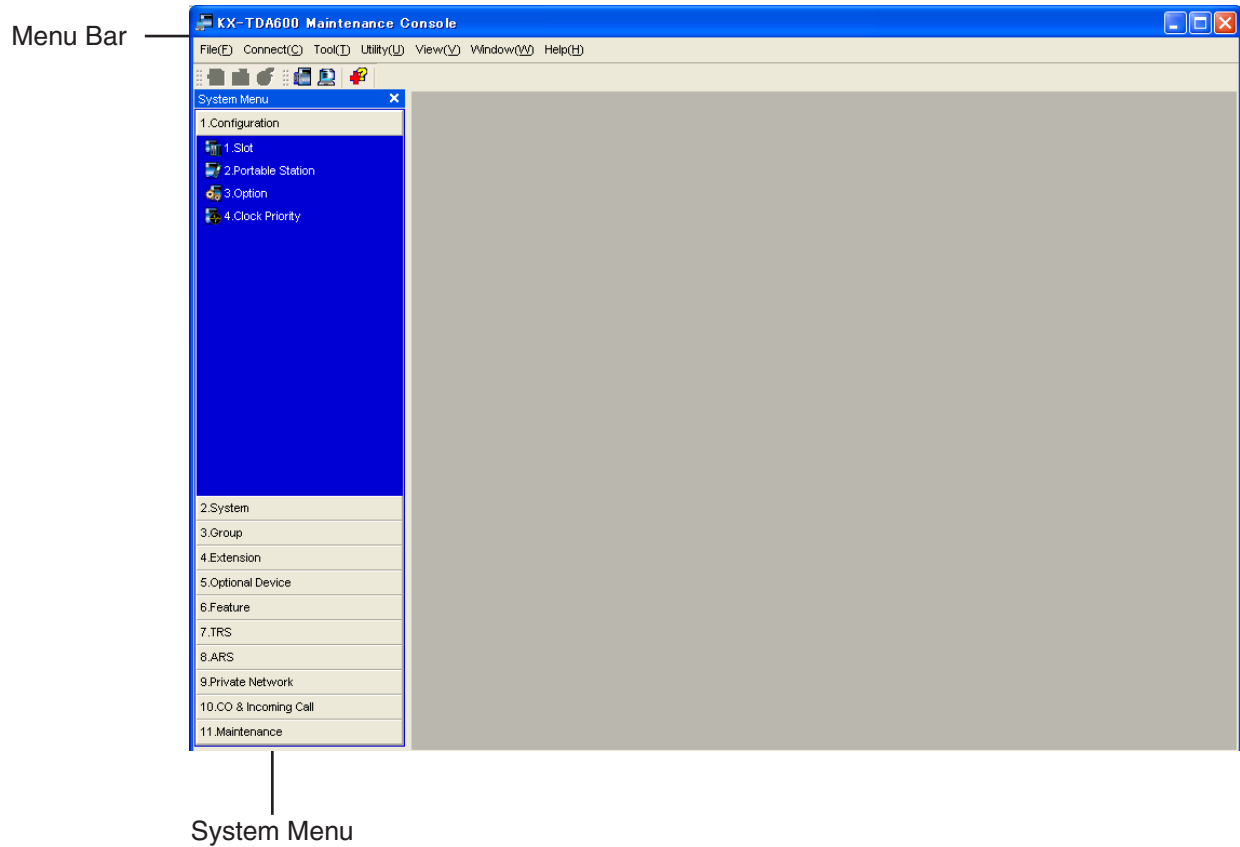 KX-TDA600 Maintenance Console
Menu Bar
File(F) Connect(C) Tool(T) Utility(U) View(V) Window(W) Help(H)
System Menu
1.Configuration
1.Slot
2.Portable Station
3.Option
4.Clock Priority
2.System
3.Group
4.Extension
5.Optional Device
6.Feature
7.TRS
8.ARS
9.Private Network
10.CO & Incoming Call
11.Maintenance
System Menu